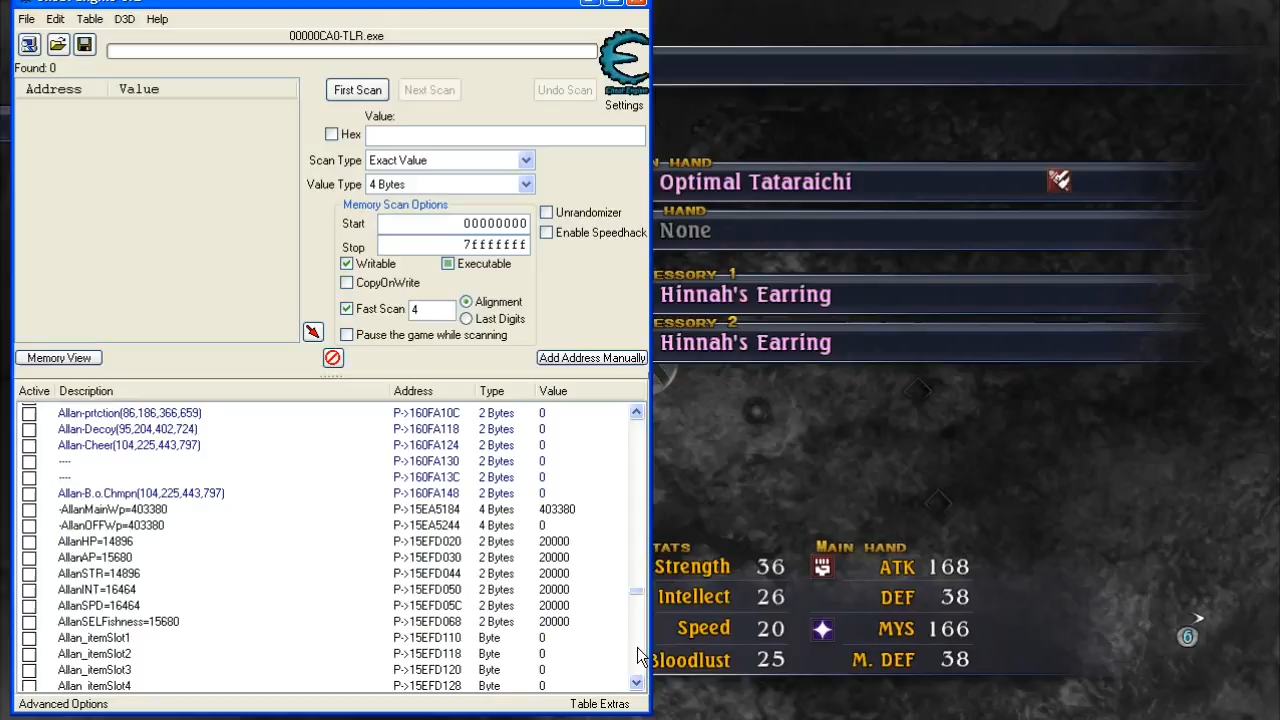 File Edit Table D3D Help
00000CA0-TLR.exe
Found: 0
Address Value
First Scan Next Scan Undo Scan
Settings
Value:
Hex
Scan Type Exact Value
Value Type 4 Bytes
Memory Scan Options
Start 00000000
Stop 7fffffff
Unrandomizer
Enable Speedhack
Writable Executable
CopyOnWrite
Fast Scan 4 Alignment
Last Digits
Pause the game while scanning
Memory View Add Address Manually
Active Description Address Type Value
Allan-prtction(86,186,366,659) P->160FA10C 2 Bytes 0
Allan-Decoy(95,204,402,724) P->160FA118 2 Bytes 0
Allan-Cheer(104,225,443,797) P->160FA124 2 Bytes 0
---- P->160FA130 2 Bytes 0
---- P->160FA13C 2 Bytes 0
Allan-B.o.Chmpn(104,225,443,797) P->160FA148 2 Bytes 0
-AllanMainWp=403380 P->15EA5184 4 Bytes 403380
-AllanOFFWp=403380 P->15EA5244 4 Bytes 0
AllanHP=14896 P->15EFD020 2 Bytes 20000
AllanAP=15680 P->15EFD030 2 Bytes 20000
AllanSTR=14896 P->15EFD044 2 Bytes 20000
AllanINT=16464 P->15EFD050 2 Bytes 20000
AllanSPD=16464 P->15EFD05C 2 Bytes 20000
AllanSELFishness=15680 P->15EFD068 2 Bytes 20000
Allan_itemSlot1 P->15EFD110 Byte 0
Allan_itemSlot2 P->15EFD118 Byte 0
Allan_itemSlot3 P->15EFD120 Byte 0
Allan_itemSlot4 P->15EFD128 Byte 0
Advanced Options Table Extras
N-HAND
Optimal Tataraichi
HAND
None
ESSORY 1
Hinnah's Earring
ESSORY 2
Hinnah's Earring
TATS MAIN HAND
Strength 36 ATK 168
Intellect 26 DEF 38
Speed 20 MYS 166
Bloodlust 25 M. DEF 38
6